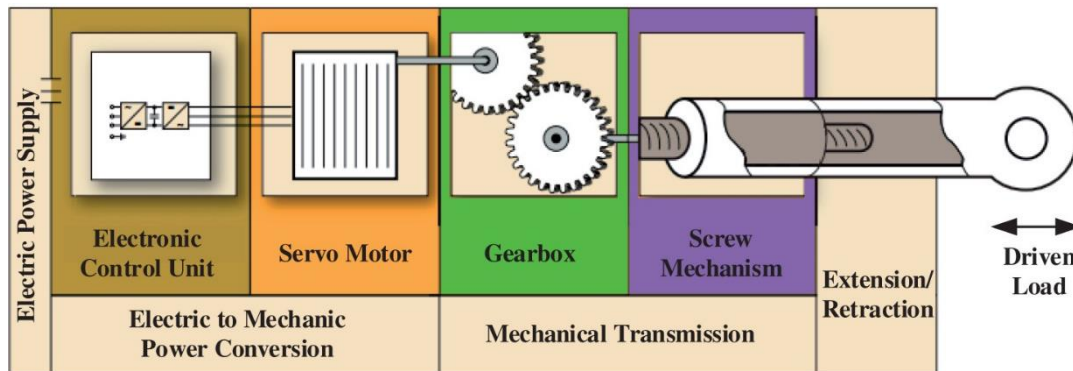 Electric Power Supply
Electronic
Control Unit
Servo Motor
Gearbox
Screw
Mechanism
Extension/
Retraction
Driven
Load
Electric to Mechanic
Power Conversion
Mechanical Transmission